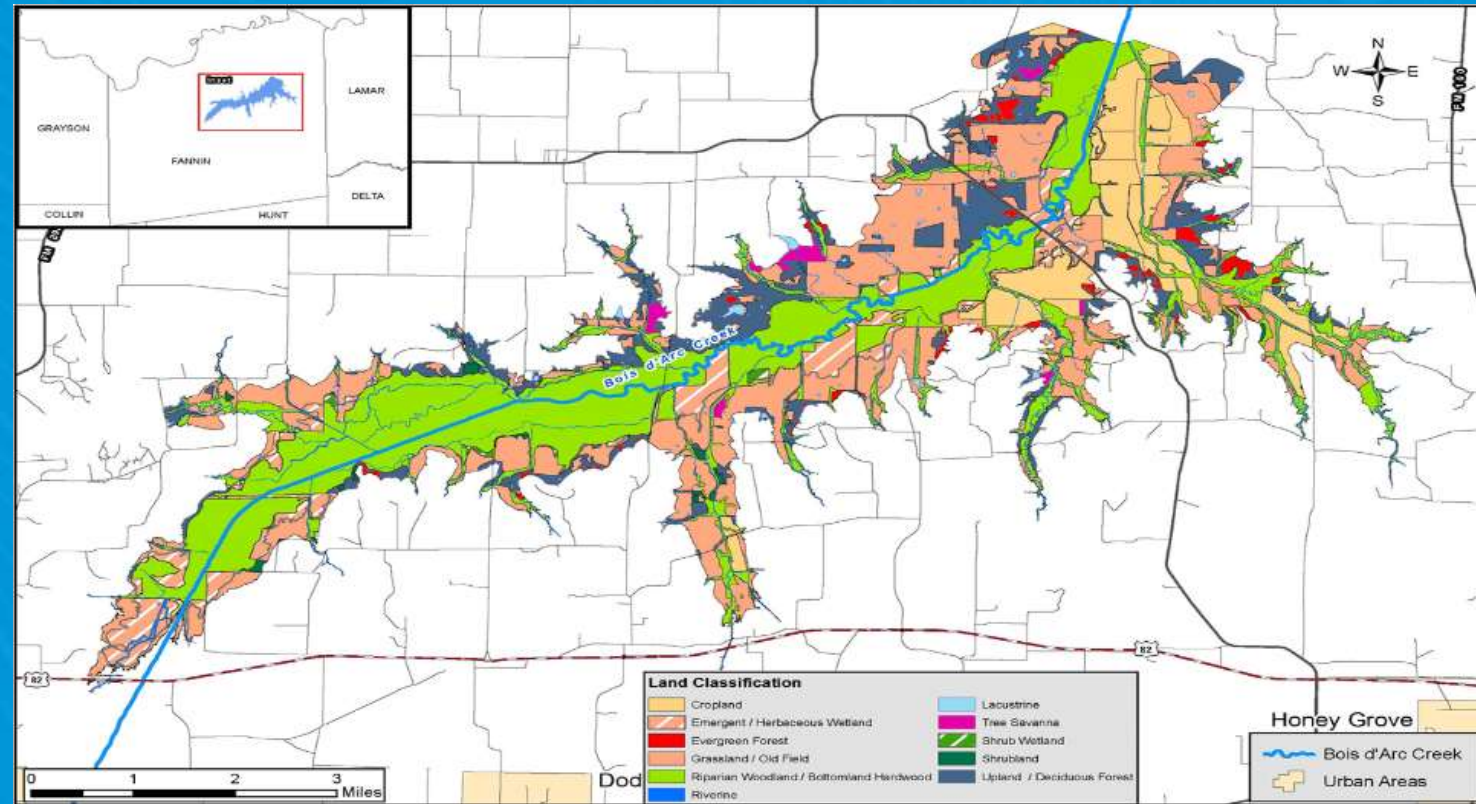 GRAYSON
LAMAR
FANNIN
DELTA
COLLIN
HUNT
N
W E
S
Bois d'Arc Creek
82
82
Land Classification
Cropland
Emergent / Herbaceous Wetland
Evergreen Forest
Grassland / Old Field
Riparian Woodland / Bottomland Hardwood
Riverine
Lacustrine
Tree Savanna
Shrub Wetland
Shrubland
Upland / Deciduous Forest
Honey Grove
Bois d'Arc Creek
Urban Areas
0 1 2 3
Miles
Dod